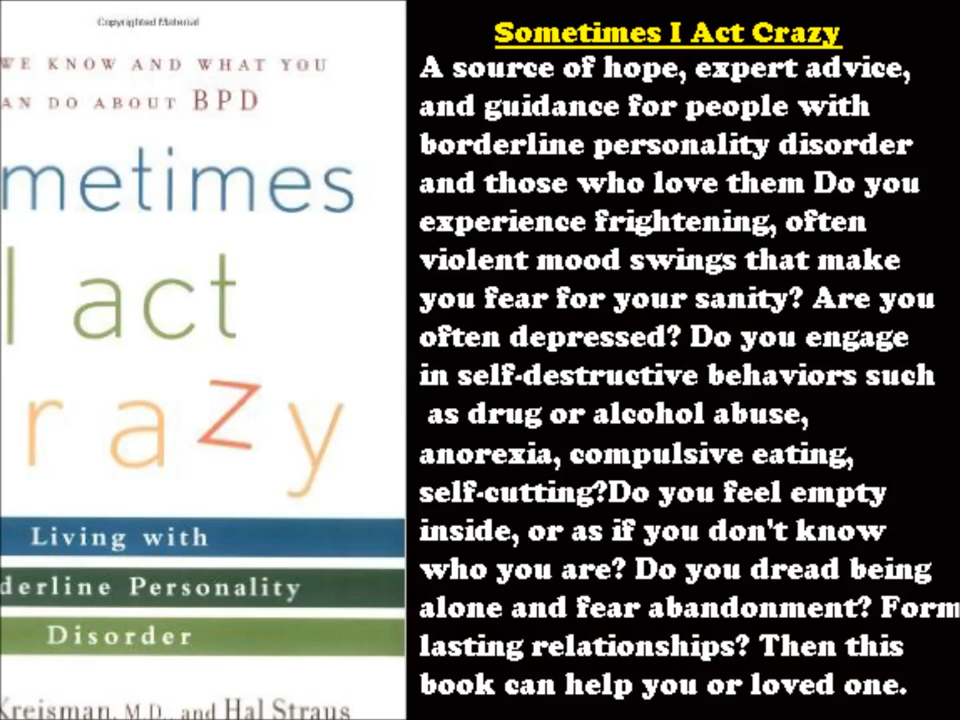 Copyrighted Material
WE KNOW AND WHAT YOU
AN DO ABOUT BPD
metimes
I act
razy
Living with
derline Personality
Disorder
Kreisman, M.D., and Hal Straus
Sometimes I Act Crazy
A source of hope, expert advice,
and guidance for people with
borderline personality disorder
and those who love them Do you
experience frightening, often
violent mood swings that make
you fear for your sanity? Are you
often depressed? Do you engage
in self-destructive behaviors such
as drug or alcohol abuse,
anorexia, compulsive eating,
self-cutting?Do you feel empty
inside, or as if you don't know
who you are? Do you dread being
alone and fear abandonment? Form
lasting relationships? Then this
book can help you or loved one.